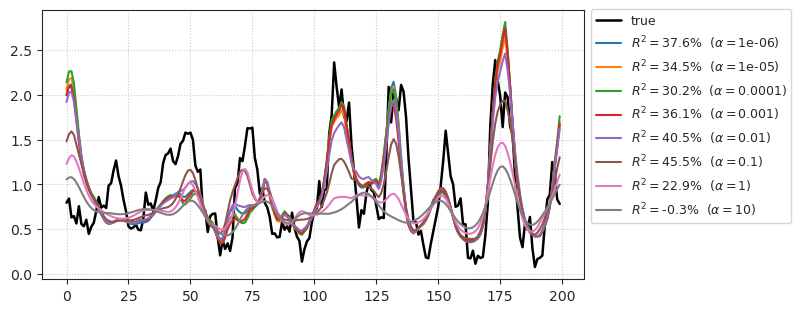 true
R² = 37.6% (α = 1e-06)
R² = 34.5% (α = 1e-05)
R² = 30.2% (α = 0.0001)
R² = 36.1% (α = 0.001)
R² = 40.5% (α = 0.01)
R² = 45.5% (α = 0.1)
R² = 22.9% (α = 1)
R² = -0.3% (α = 10)
2.5
2.0
1.5
1.0
0.5
0.0
0 25 50 75 100 125 150 175 200